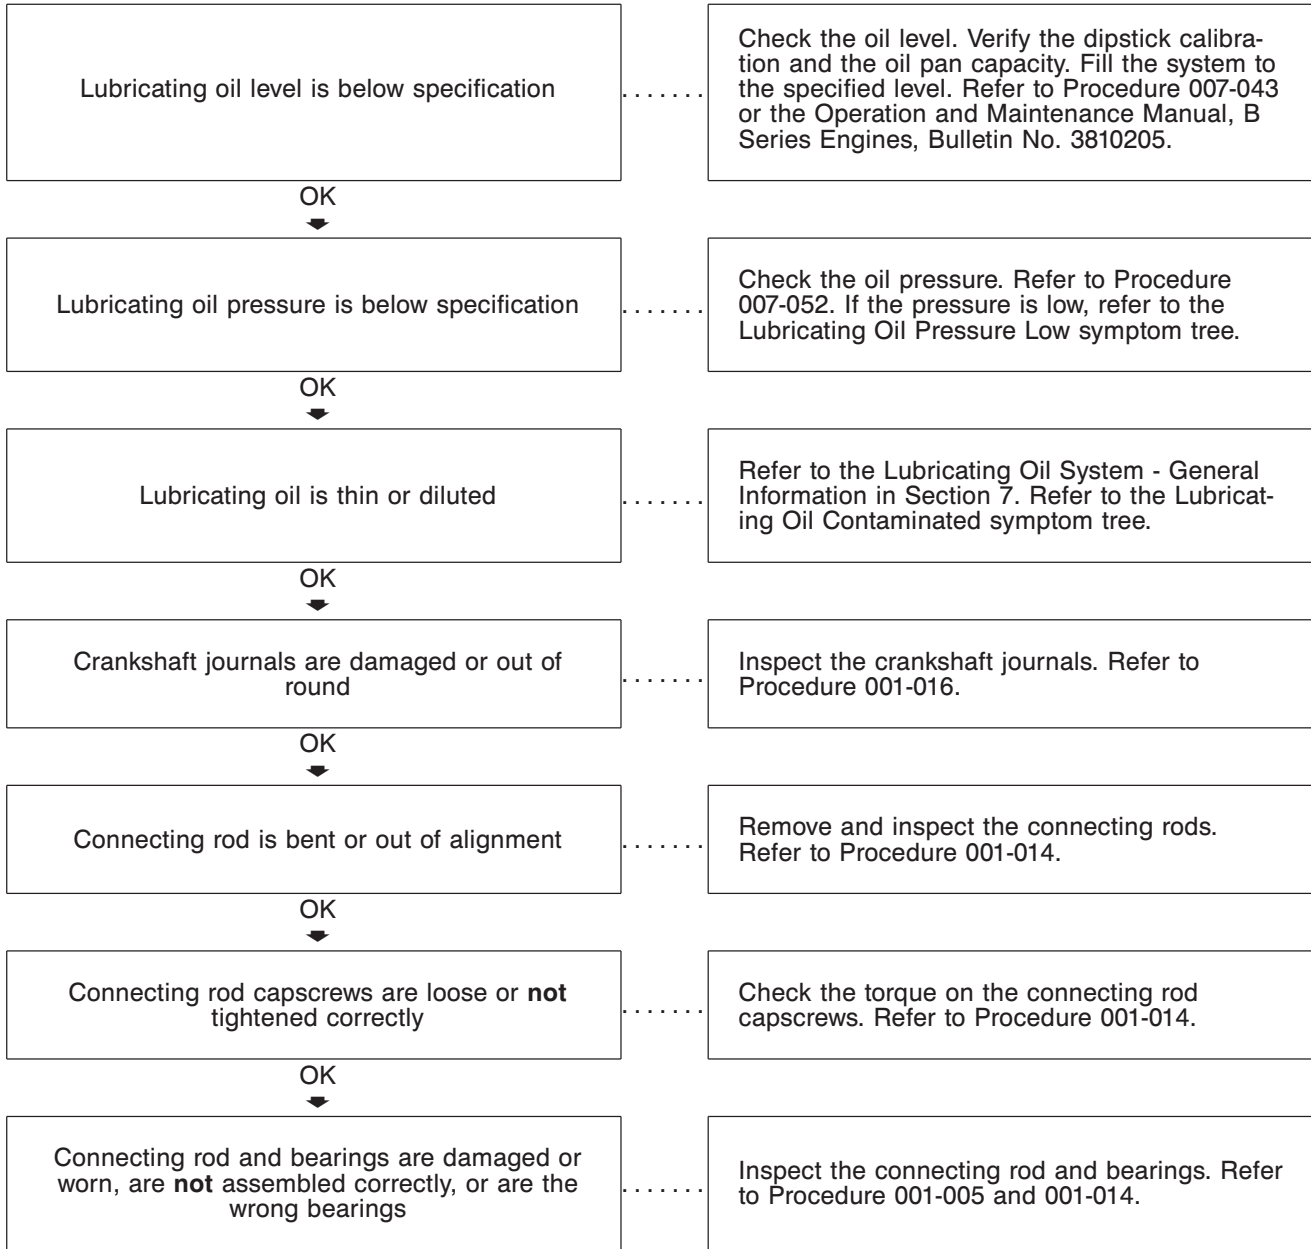 Lubricating oil level is below specification
. . . . . . .
Check the oil level. Verify the dipstick calibra-
tion and the oil pan capacity. Fill the system to
the specified level. Refer to Procedure 007-043
or the Operation and Maintenance Manual, B
Series Engines, Bulletin No. 3810205.
OK
Lubricating oil pressure is below specification
. . . . . . .
Check the oil pressure. Refer to Procedure
007-052. If the pressure is low, refer to the
Lubricating Oil Pressure Low symptom tree.
OK
Lubricating oil is thin or diluted
. . . . . . .
Refer to the Lubricating Oil System - General
Information in Section 7. Refer to the Lubricat-
ing Oil Contaminated symptom tree.
OK
Crankshaft journals are damaged or out of
round
. . . . . . .
Inspect the crankshaft journals. Refer to
Procedure 001-016.
OK
Connecting rod is bent or out of alignment
. . . . . . .
Remove and inspect the connecting rods.
Refer to Procedure 001-014.
OK
Connecting rod capscrews are loose or not
tightened correctly
. . . . . . .
Check the torque on the connecting rod
capscrews. Refer to Procedure 001-014.
OK
Connecting rod and bearings are damaged or
worn, are not assembled correctly, or are the
wrong bearings
. . . . . . .
Inspect the connecting rod and bearings. Refer
to Procedure 001-005 and 001-014.